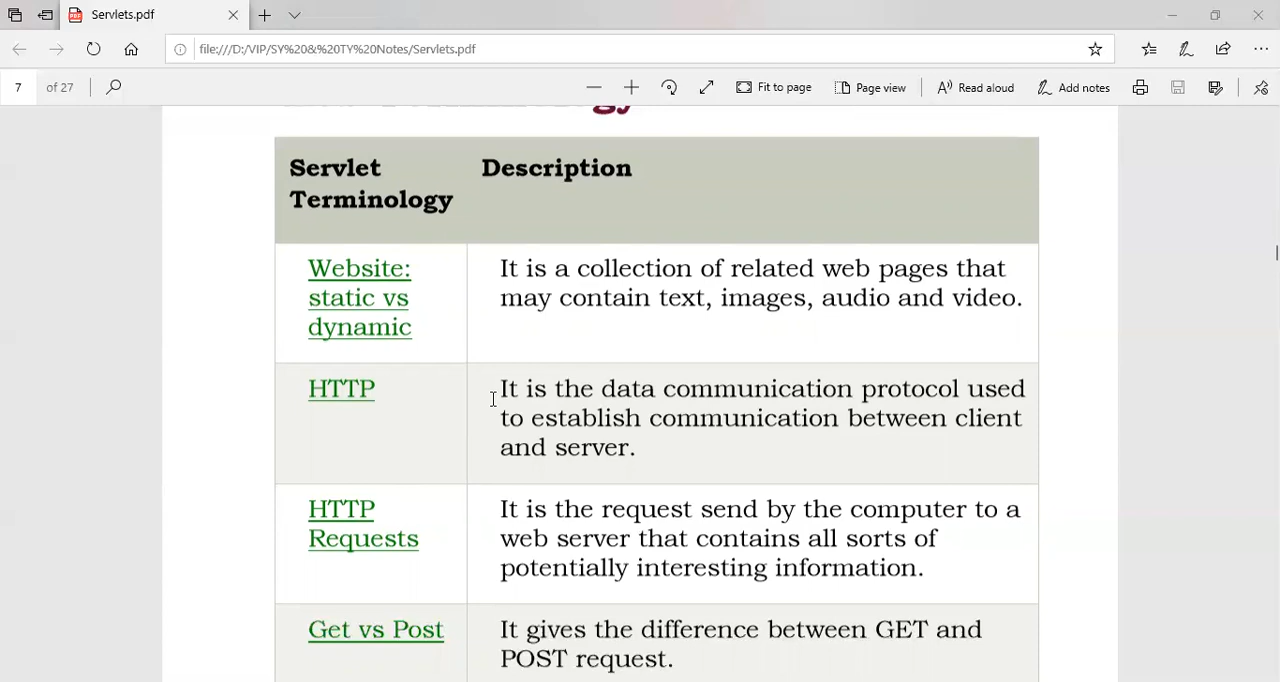 Servlets.pdf
file:///D:/VIP/SY%20&%20TY%20Notes/Servlets.pdf
7 of 27 Fit to page Page view Read aloud Add notes
Servlet Terminology Description
Website: static vs dynamic
It is a collection of related web pages that
may contain text, images, audio and video.
HTTP
It is the data communication protocol used
to establish communication between client
and server.
HTTP
Requests
It is the request send by the computer to a
web server that contains all sorts of
potentially interesting information.
Get vs Post
It gives the difference between GET and
POST request.